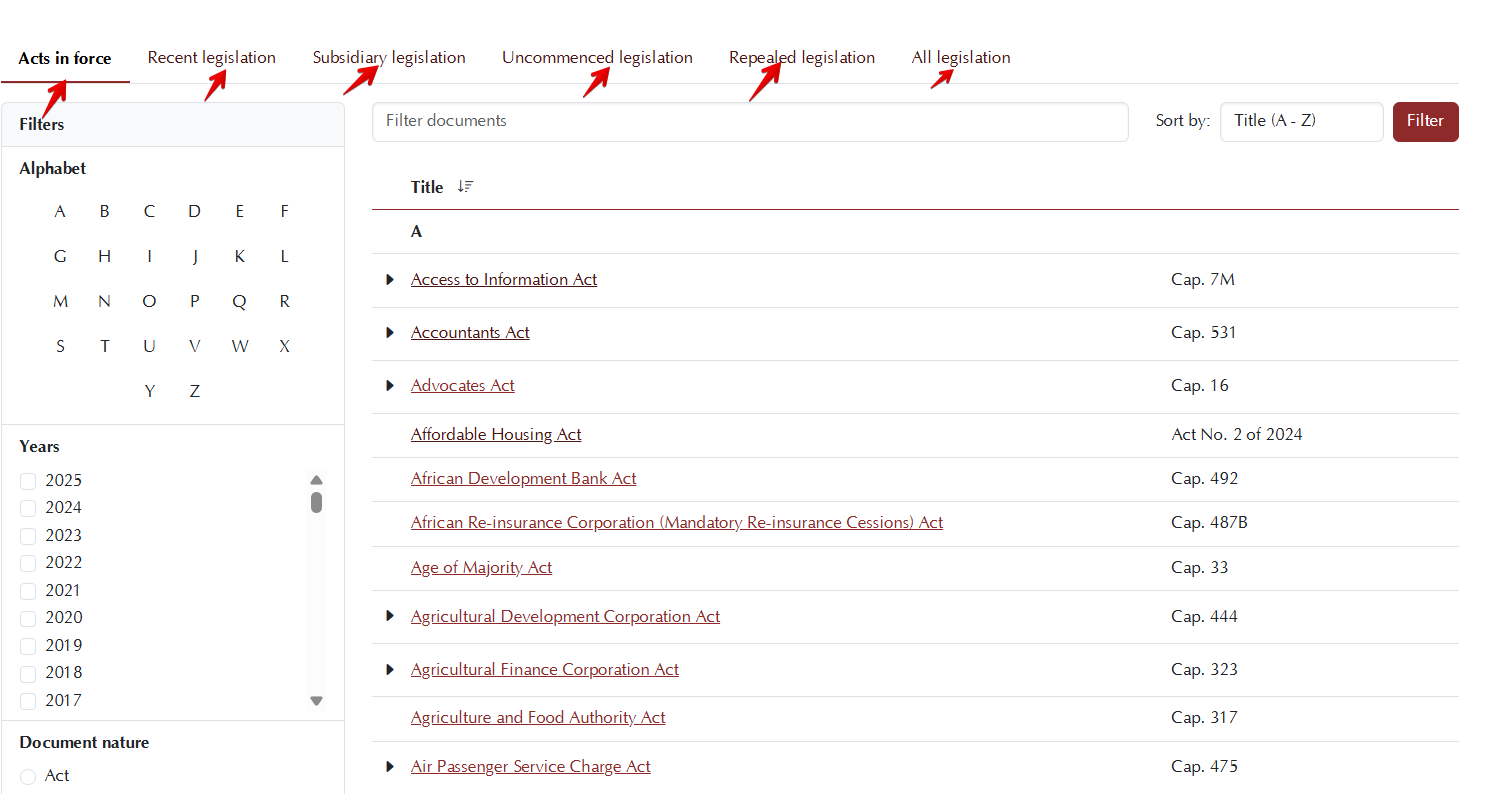 Acts in force Recent legislation Subsidiary legislation Uncommenced legislation Repealed legislation All legislation
Filters
Alphabet
A B C D E F
G H I J K L
M N O P Q R
S T U V W X
Y Z
Years
2025
2024
2023
2022
2021
2020
2019
2018
2017
Document nature
Act
Filter documents Sort by: Title (A - Z) Filter
Title
A
Access to Information Act Cap. 7M
Accountants Act Cap. 531
Advocates Act Cap. 16
Affordable Housing Act Act No. 2 of 2024
African Development Bank Act Cap. 492
African Re-insurance Corporation (Mandatory Re-insurance Cessions) Act Cap. 487B
Age of Majority Act Cap. 33
Agricultural Development Corporation Act Cap. 444
Agricultural Finance Corporation Act Cap. 323
Agriculture and Food Authority Act Cap. 317
Air Passenger Service Charge Act Cap. 475